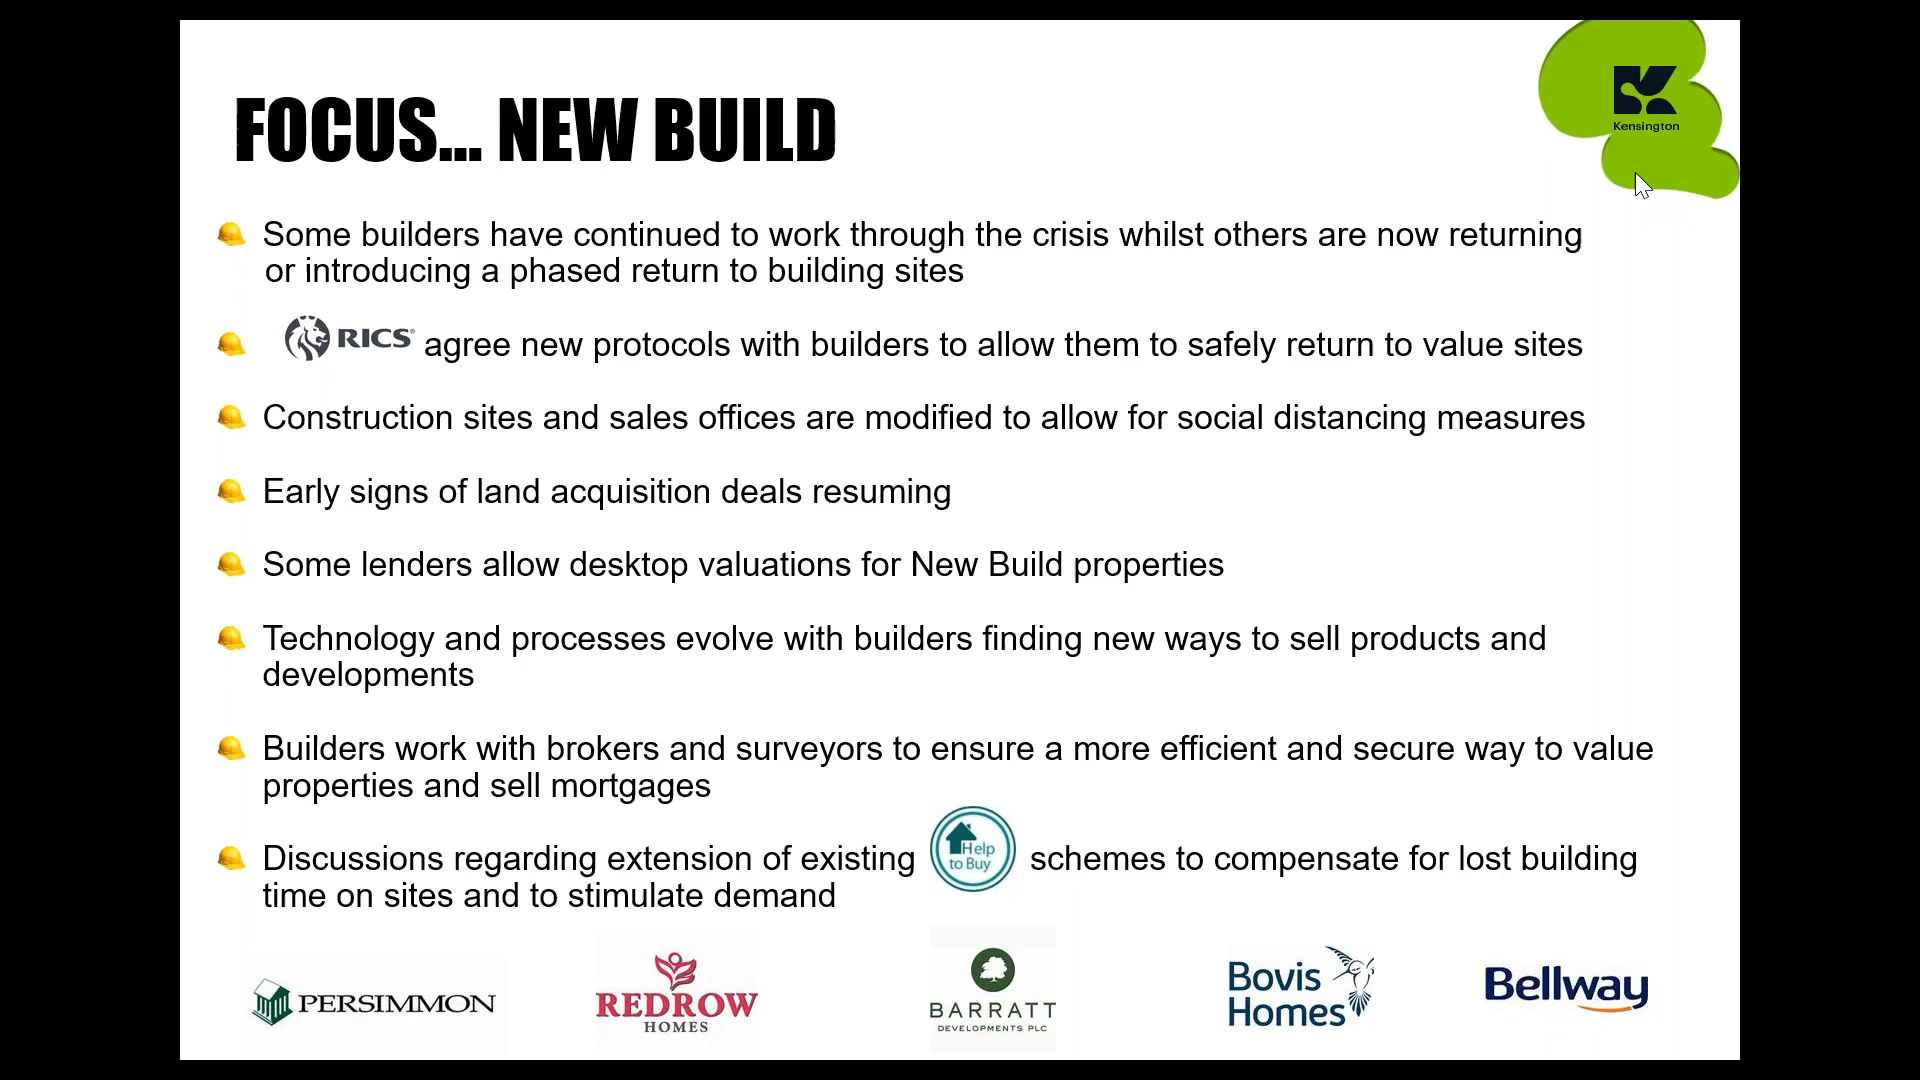 Kensington
FOCUS... NEW BUILD
Some builders have continued to work through the crisis whilst others are now returning
or introducing a phased return to building sites
RICS agree new protocols with builders to allow them to safely return to value sites
Construction sites and sales offices are modified to allow for social distancing measures
Early signs of land acquisition deals resuming
Some lenders allow desktop valuations for New Build properties
Technology and processes evolve with builders finding new ways to sell products and
developments
Builders work with brokers and surveyors to ensure a more efficient and secure way to value
properties and sell mortgages
Discussions regarding extension of existing Help to Buy schemes to compensate for lost building
time on sites and to stimulate demand
PERSIMMON
REDROW
HOMES
BARRATT
DEVELOPMENTS PLC
Bovis
Homes
Bellway